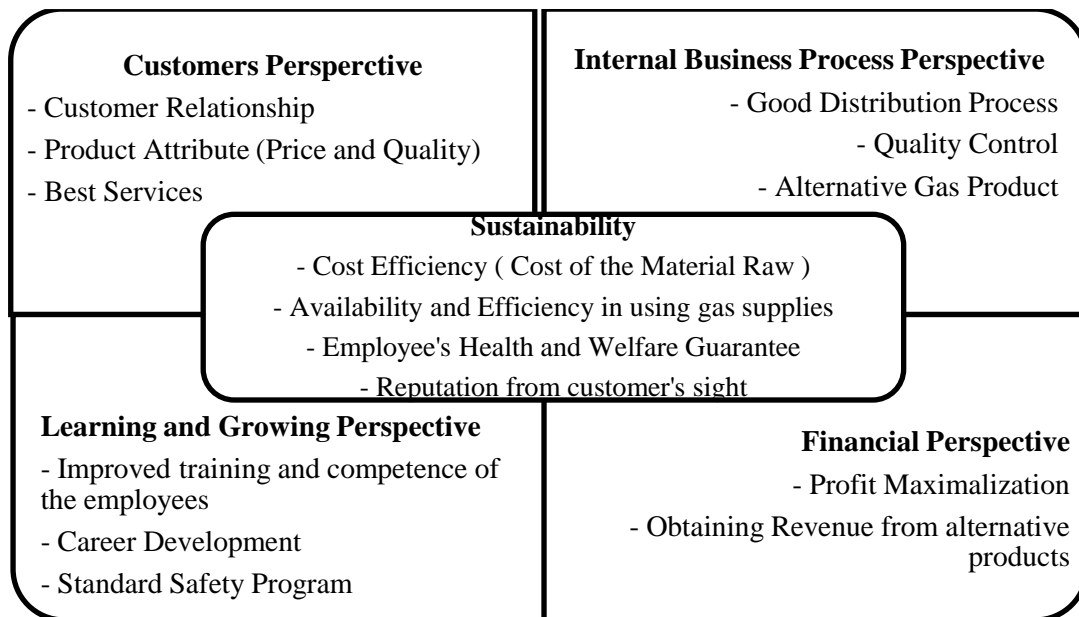 Customers Persperctive
- Customer Relationship
- Product Attribute (Price and Quality)
- Best Services
Internal Business Process Perspective
- Good Distribution Process
- Quality Control
- Alternative Gas Product
Sustainability
- Cost Efficiency ( Cost of the Material Raw )
- Availability and Efficiency in using gas supplies
- Employee's Health and Welfare Guarantee
- Reputation from customer's sight
Learning and Growing Perspective
- Improved training and competence of
the employees
- Career Development
- Standard Safety Program
Financial Perspective
- Profit Maximalization
- Obtaining Revenue from alternative
products